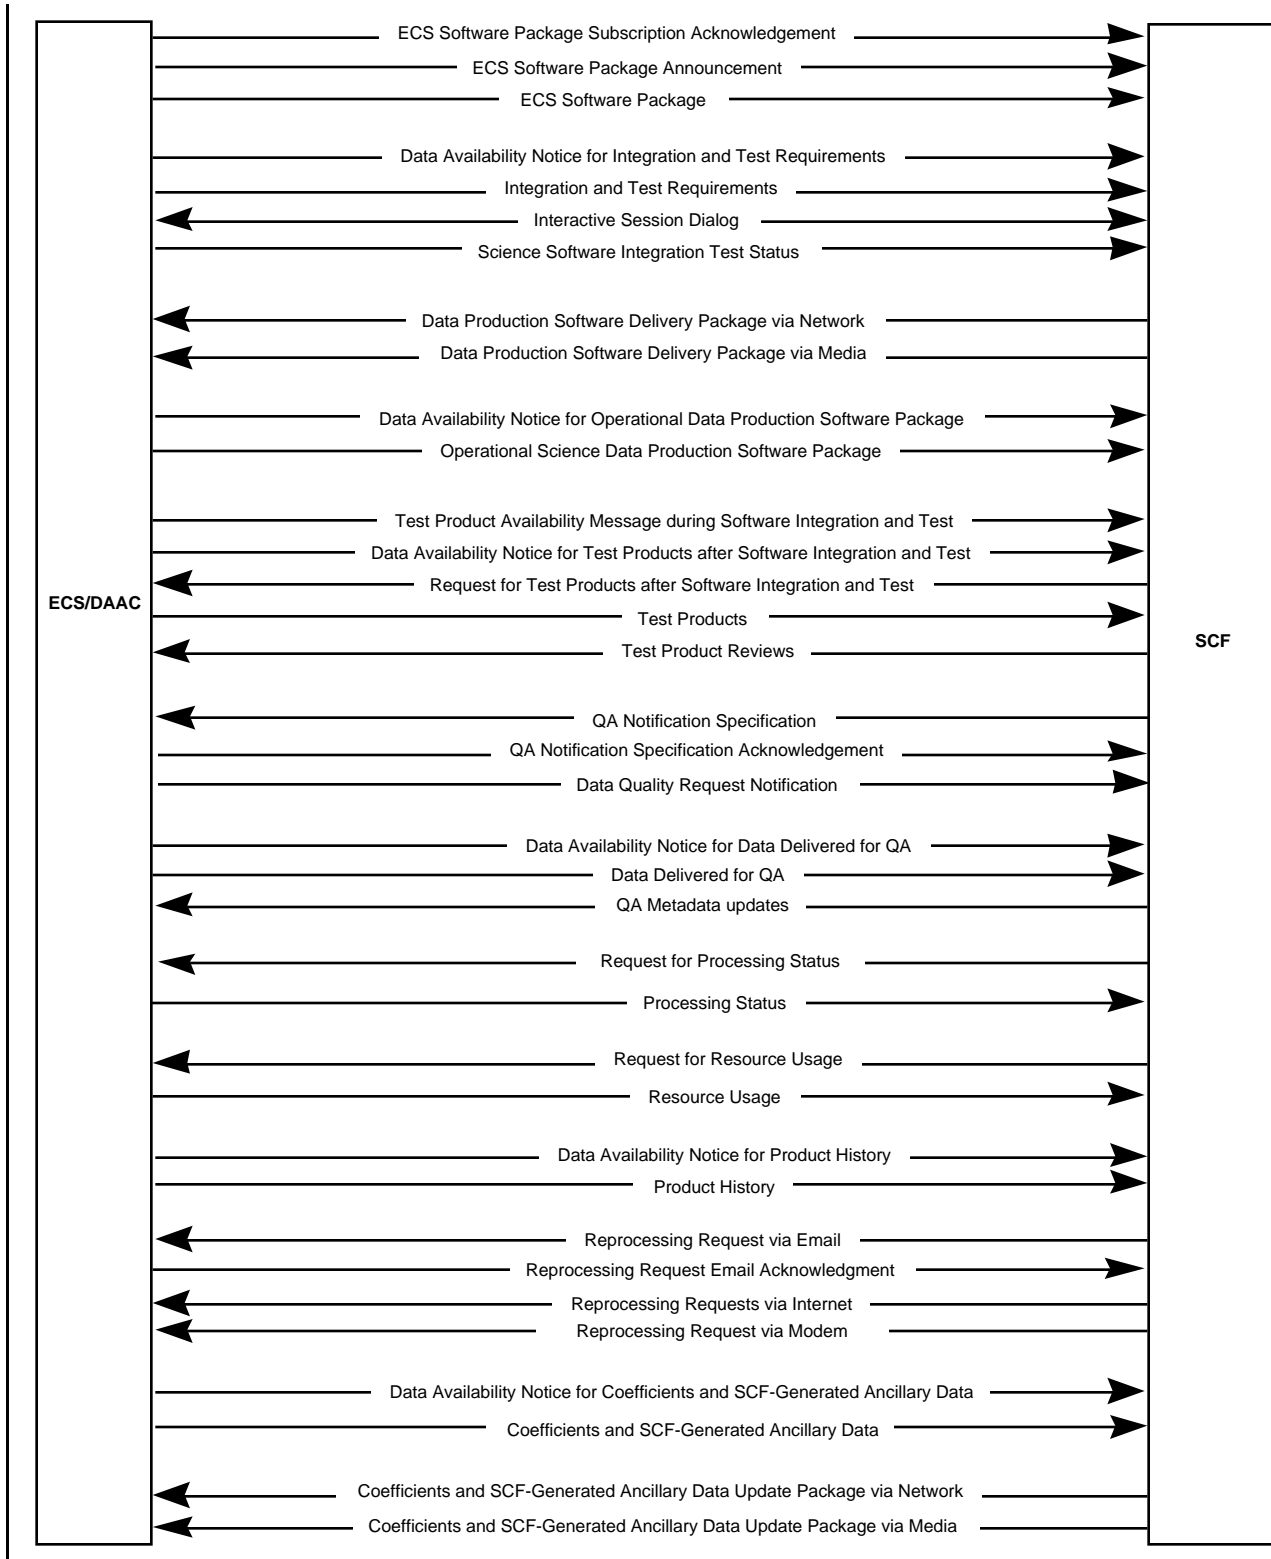 ECS Software Package Subscription Acknowledgement
ECS Software Package Announcement
ECS Software Package
Data Availability Notice for Integration and Test Requirements
Integration and Test Requirements
Interactive Session Dialog
Science Software Integration Test Status
Data Production Software Delivery Package via Network
Data Production Software Delivery Package via Media
Data Availability Notice for Operational Data Production Software Package
Operational Science Data Production Software Package
Test Product Availability Message during Software Integration and Test
Data Availability Notice for Test Products after Software Integration and Test
Request for Test Products after Software Integration and Test
ECS/DAAC
Test Products
SCF
Test Product Reviews
QA Notification Specification
QA Notification Specification Acknowledgement
Data Quality Request Notification
Data Availability Notice for Data Delivered for QA
Data Delivered for QA
QA Metadata updates
Request for Processing Status
Processing Status
Request for Resource Usage
Resource Usage
Data Availability Notice for Product History
Product History
Reprocessing Request via Email
Reprocessing Request Email Acknowledgment
Reprocessing Requests via Internet
Reprocessing Request via Modem
Data Availability Notice for Coefficients and SCF-Generated Ancillary Data
Coefficients and SCF-Generated Ancillary Data
Coefficients and SCF-Generated Ancillary Data Update Package via Network
Coefficients and SCF-Generated Ancillary Data Update Package via Media